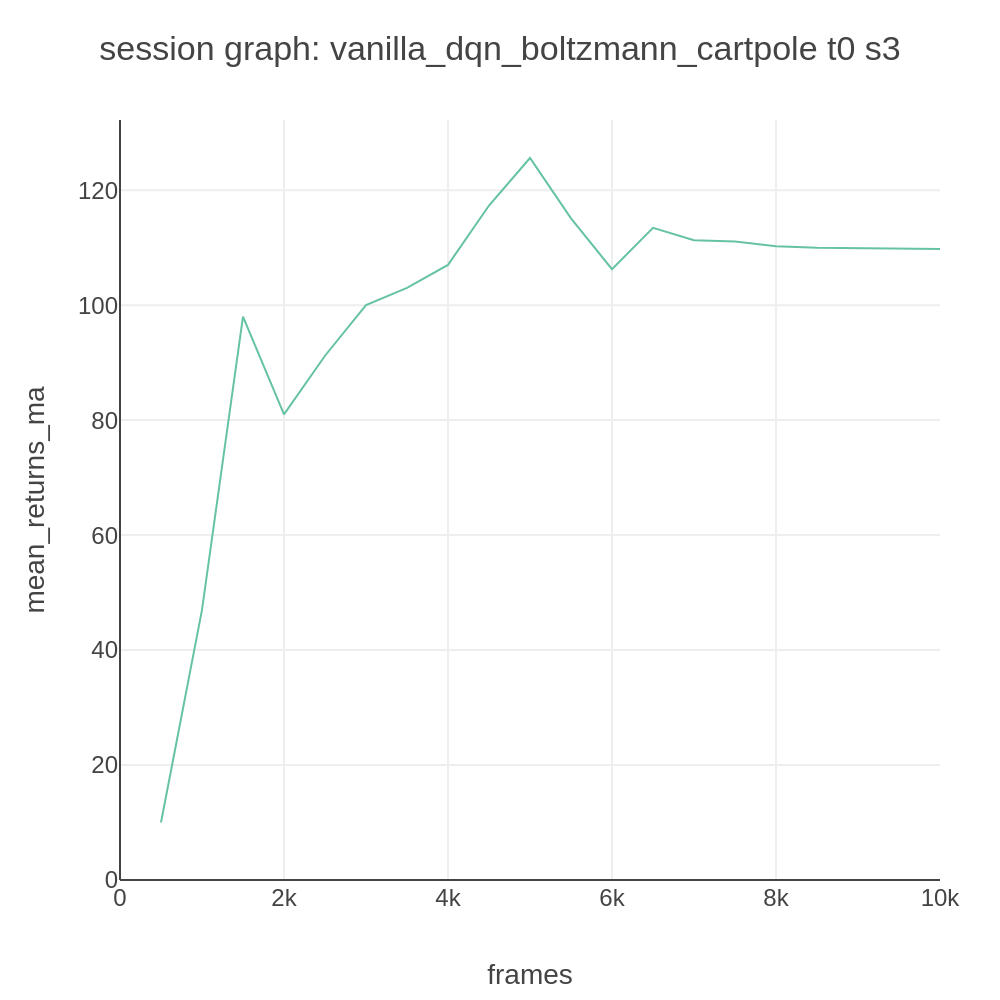 session graph: vanilla_dqn_boltzmann_cartpole t0 s3
mean_returns_ma
120
100
80
60
40
20
0
0 2k 4k 6k 8k 10k
frames